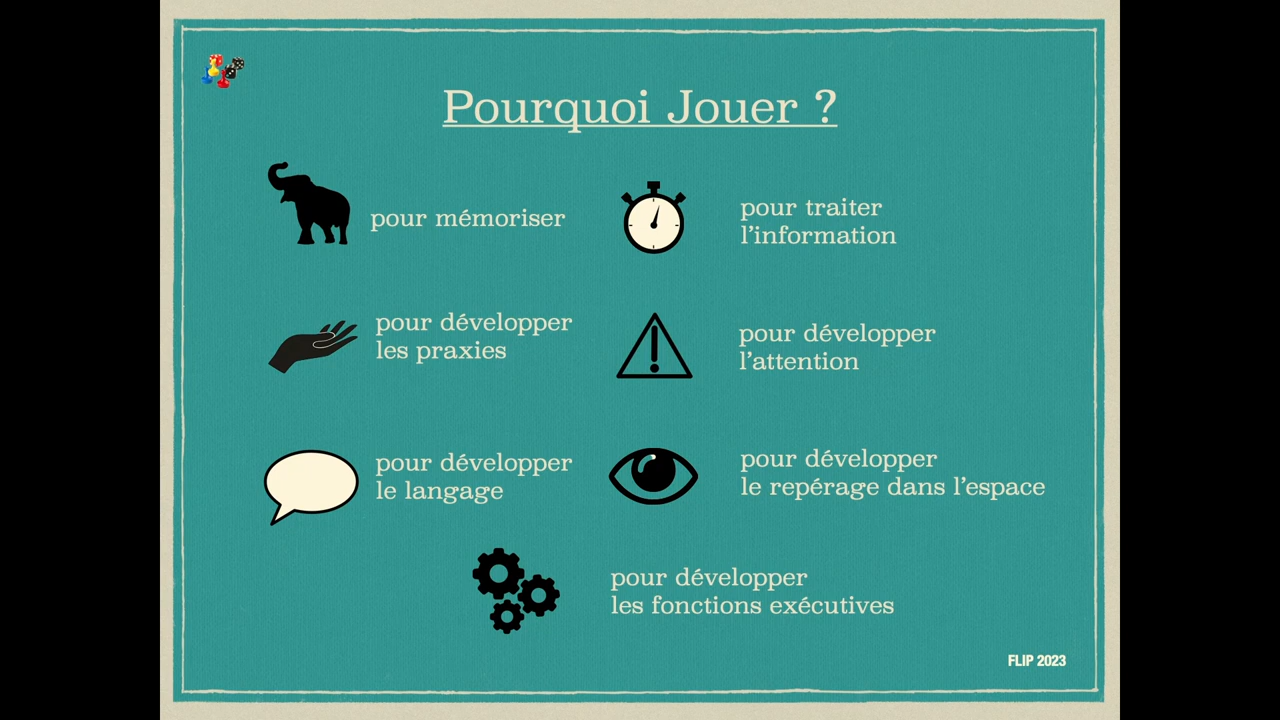 Pourquoi Jouer ?
pour mémoriser
pour traiter
l'information
pour développer
les praxies
pour développer
l'attention
pour développer
le langage
pour développer
le repérage dans l'espace
pour développer
les fonctions exécutives
FLIP 2023